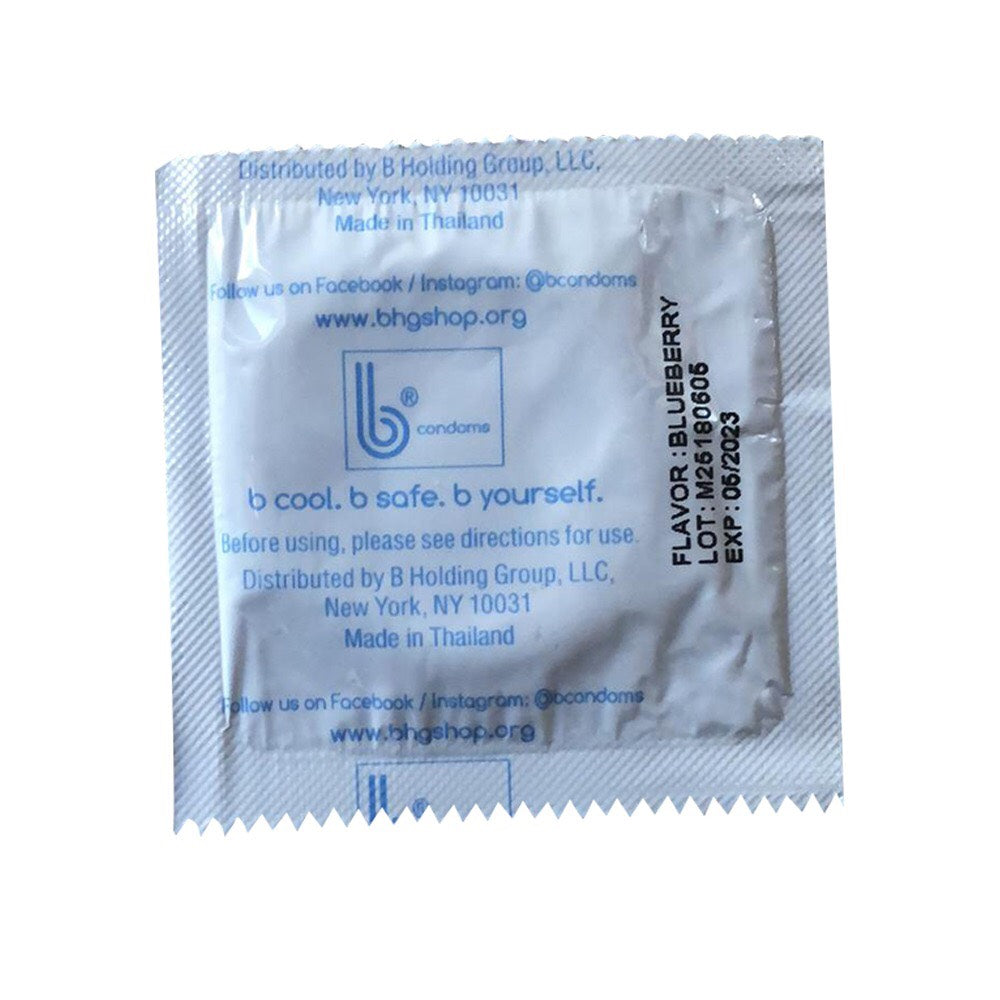 Distributed by B Holding Group, LLC,
New York, NY 10031
Made in Thailand
Follow us on Facebook / Instagram: @bcondoms
www.bhgshop.org
b®
condoms
b cool. b safe. b yourself.
Before using, please see directions for use.
Distributed by B Holding Group, LLC,
New York, NY 10031
Made in Thailand
Follow us on Facebook / Instagram: @bcondoms
www.bhgshop.org
b®
FLAVOR :BLUEBERRY
LOT: M25180605
EXP: 05/2023